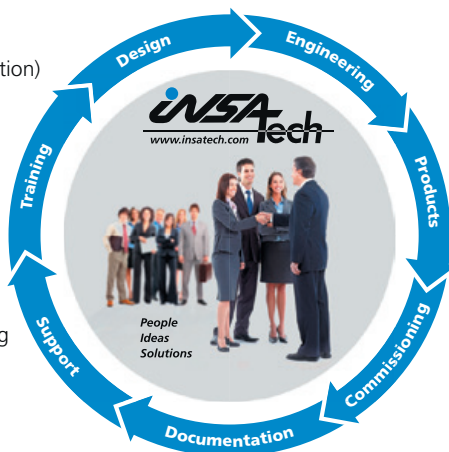 Design
Engineering
Products
Commissioning
Documentation
Support
Training
tion)
g
iNSAtech
www.insatech.com
People
Ideas
Solutions